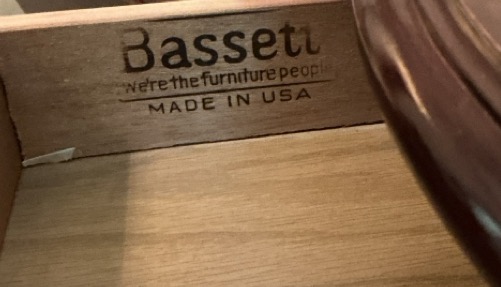 Bassett
We're the furniture people
MADE IN USA